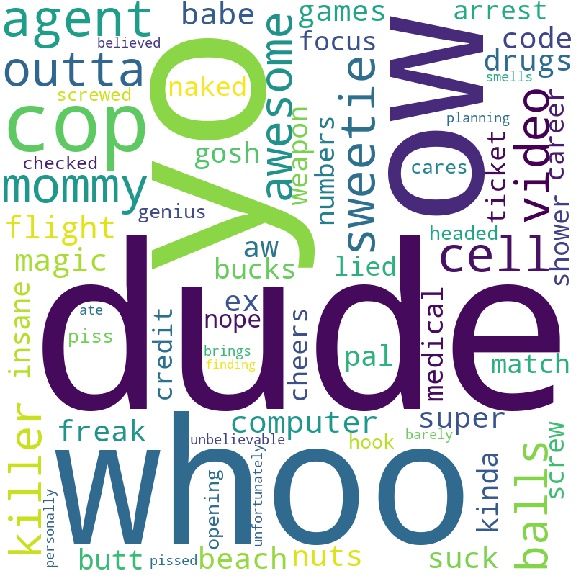 agent
believed
babe
games
arrest
outta
focus
code
drugs
screwed
naked
awesome
ow
smells
cop
yo
weapon
planning
checked
gosh
numbers
sweetie
cares
ticket
video
career
mommy
genius
flight
aw
headed
shower
magic
bucks
lied
cell
dude
insane
ate
piss
credit
ex
nope
brings
finding
cheers
pal
medical
match
killer
freak
computer
super
unbelievable
hook
barely
screw
whoo
personally
opening
unfortunately
kinda
balls
butt
pissed
beach
nuts
suck